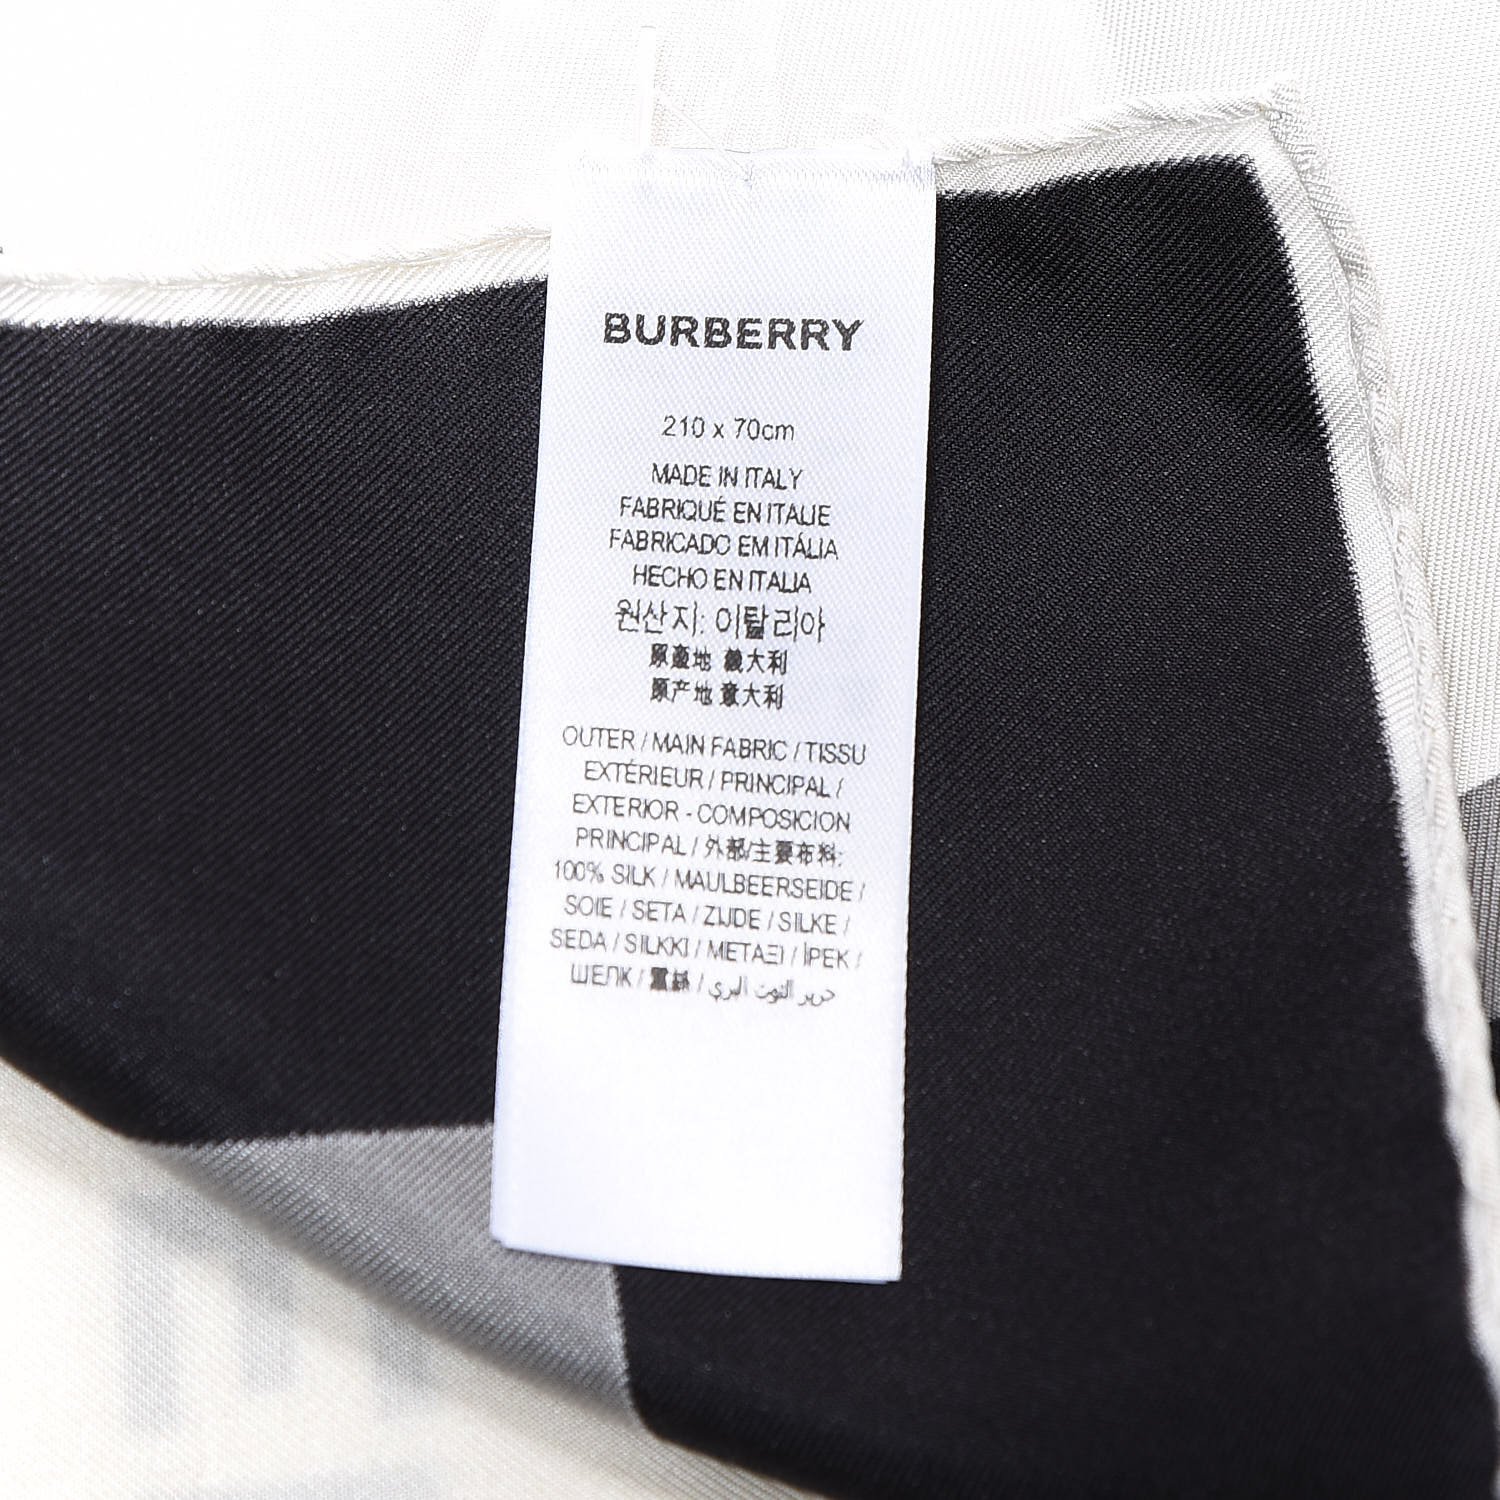 BURBERRY
210 x 70cm
MADE IN ITALY
FABRIQUÉ EN ITALIE
FABRICADO EM ITÁLIA
HECHO EN ITALIA
원산지: 이탈리아
原產地 義大利
原产地 意大利
OUTER / MAIN FABRIC / TISSU
EXTÉRIEUR / PRINCIPAL /
EXTERIOR - COMPOSICION
PRINCIPAL / 外部/主要布料:
100% SILK / MAULBEERSEIDE /
SOIE / SETA / ZIJDE / SILKE /
SEDA / SILKKI / ΜΕΤΑΞΙ / İPEK /
ШЕЛК / / حرير التوت البري